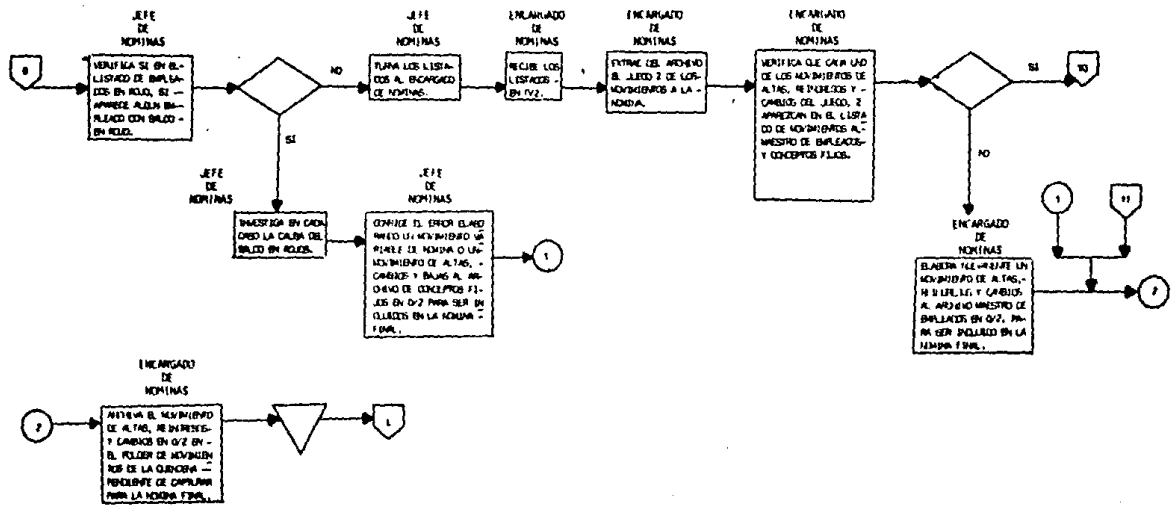 JEFE
DE
NOMINAS
VERIFICA SI EN EL
LISTADO DE EMPLEA-
DOS EN ROJO, SI —
APARECE ALGUN EM-
PLEADO CON SALDO -
EN ROJO.
NO
SI
JEFE
DE
NOMINAS
TURNA LOS LISTA-
DOS AL ENCARGADO
DE NOMINAS.
ENCARGADO
DE
NOMINAS
RECIBE LOS
LISTADOS -
EN 0/2.
ENCARGADO
DE
NOMINAS
EXTRAE DEL ARCHIVO
EL JUEGO 2 DE LOS-
MOVIMIENTOS A LA -
NOMINA.
ENCARGADO
DE
NOMINAS
VERIFICA QUE CADA UNO
DE LOS MOVIMIENTOS DE
ALTAS, REINGRESOS Y -
CAMBIOS DEL JUEGO, 2
APAREZCAN EN EL LISTA
DO DE MOVIMIENTOS AL-
MAESTRO DE EMPLEADOS-
Y CONCEPTOS FIJOS.
SI
10
NO
JEFE
DE
NOMINAS
INVESTIGA EN CADA
CASO LA CAUSA DEL
SALDO EN ROJOS.
JEFE
DE
NOMINAS
CORRIGE EL ERROR ELABO
RANDO UN MOVIMIENTO VA
RIABLE DE NOMINA O UN-
MOVIMIENTO DE ALTAS, -
CAMBIOS Y BAJAS AL AR-
CHIVO DE CONCEPTOS FI-
JOS EN 0/2 PARA SER IN
CLUIDOS EN LA NOMINA -
FINAL.
1
1
11
ENCARGADO
DE
NOMINAS
ELABORA NUEVAMENTE UN
MOVIMIENTO DE ALTAS,-
Y CAMBIOS
AL ARCHIVO MAESTRO DE
EMPLEADOS EN 0/2, PA-
RA SER INCLUIDO EN LA
NOMINA FINAL.
2
2
ENCARGADO
DE
NOMINAS
ARCHIVA EL MOVIMIENTO
DE ALTAS, REINGRESOS-
Y CAMBIOS EN 0/2 EN -
EL FOLDER DE MOVIMIEN
TOS DE LA QUINCENA —
PENDIENTE DE CAPTURAR
PARA LA NOMINA FINAL.